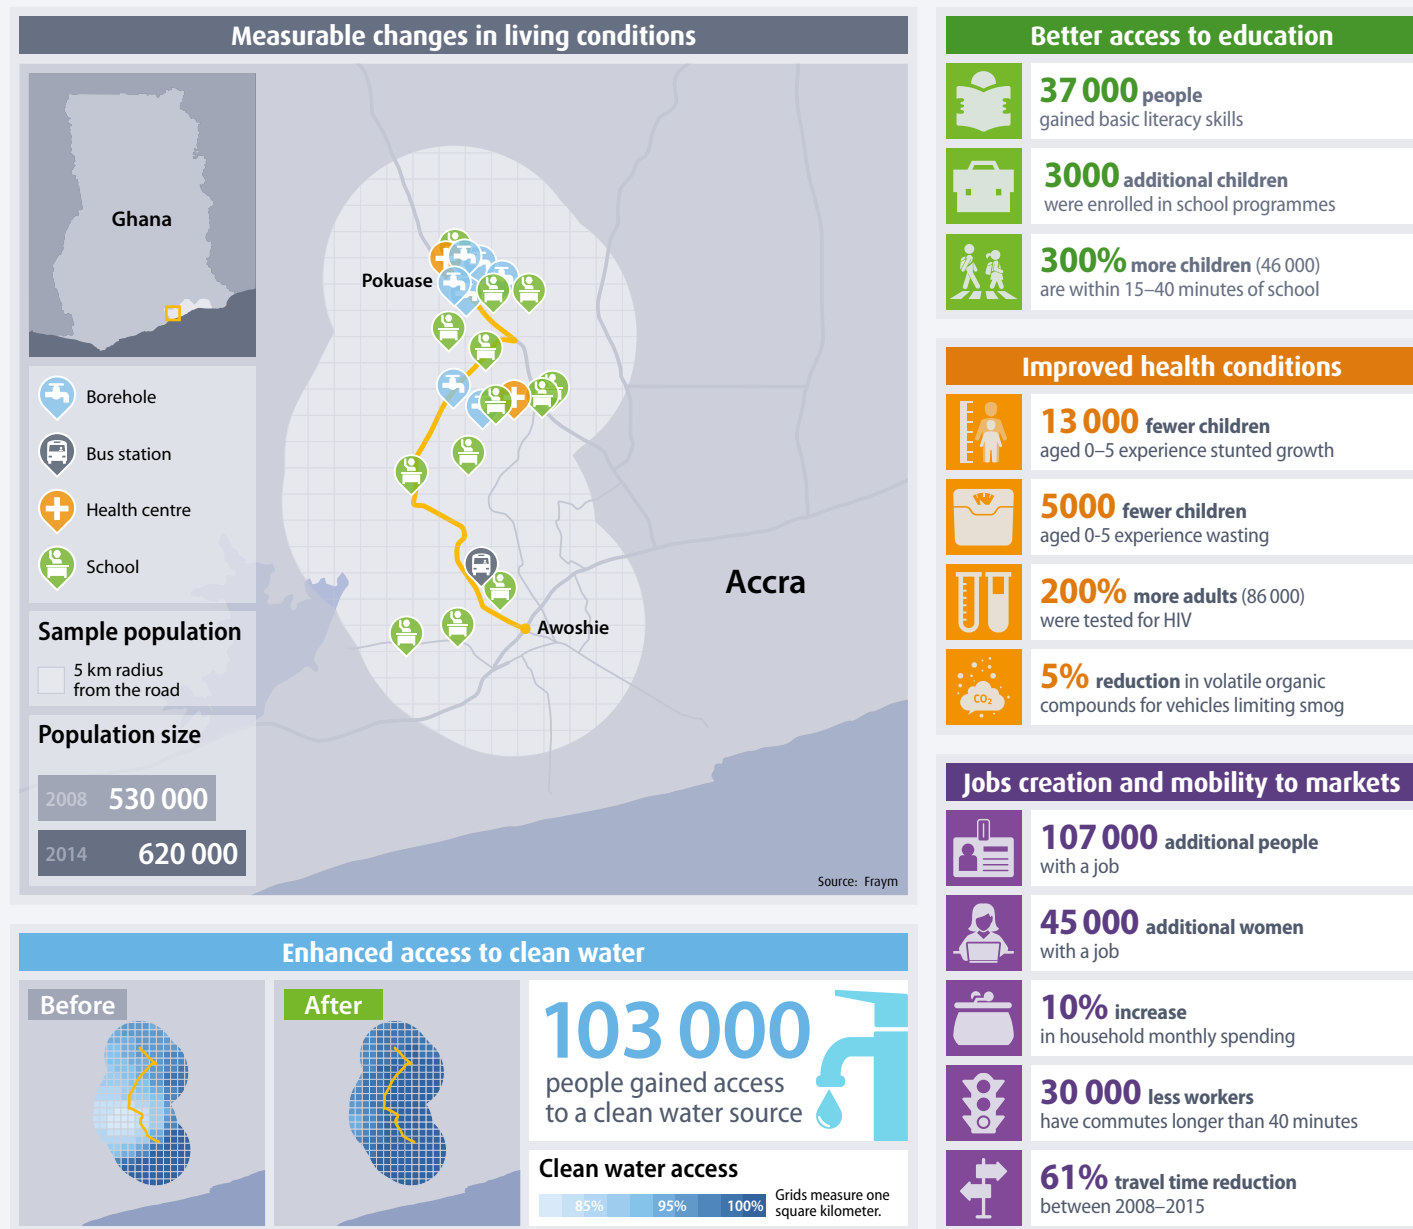 Measurable changes in living conditions
Ghana
Pokuase
Accra
Awoshie
Borehole
Bus station
Health centre
School
Sample population
5 km radius
from the road
Population size
2008 530 000
2014 620 000
Source: Fraym
Enhanced access to clean water
Before
After
103 000
people gained access
to a clean water source
Clean water access
85% 95% 100%
Grids measure one
square kilometer.
Better access to education
37 000 people
gained basic literacy skills
3000 additional children
were enrolled in school programmes
300% more children (46 000)
are within 15–40 minutes of school
Improved health conditions
13 000 fewer children
aged 0–5 experience stunted growth
5000 fewer children
aged 0-5 experience wasting
200% more adults (86 000)
were tested for HIV
CO₂
5% reduction in volatile organic
compounds for vehicles limiting smog
Jobs creation and mobility to markets
107 000 additional people
with a job
45 000 additional women
with a job
10% increase
in household monthly spending
30 000 less workers
have commutes longer than 40 minutes
61% travel time reduction
between 2008–2015